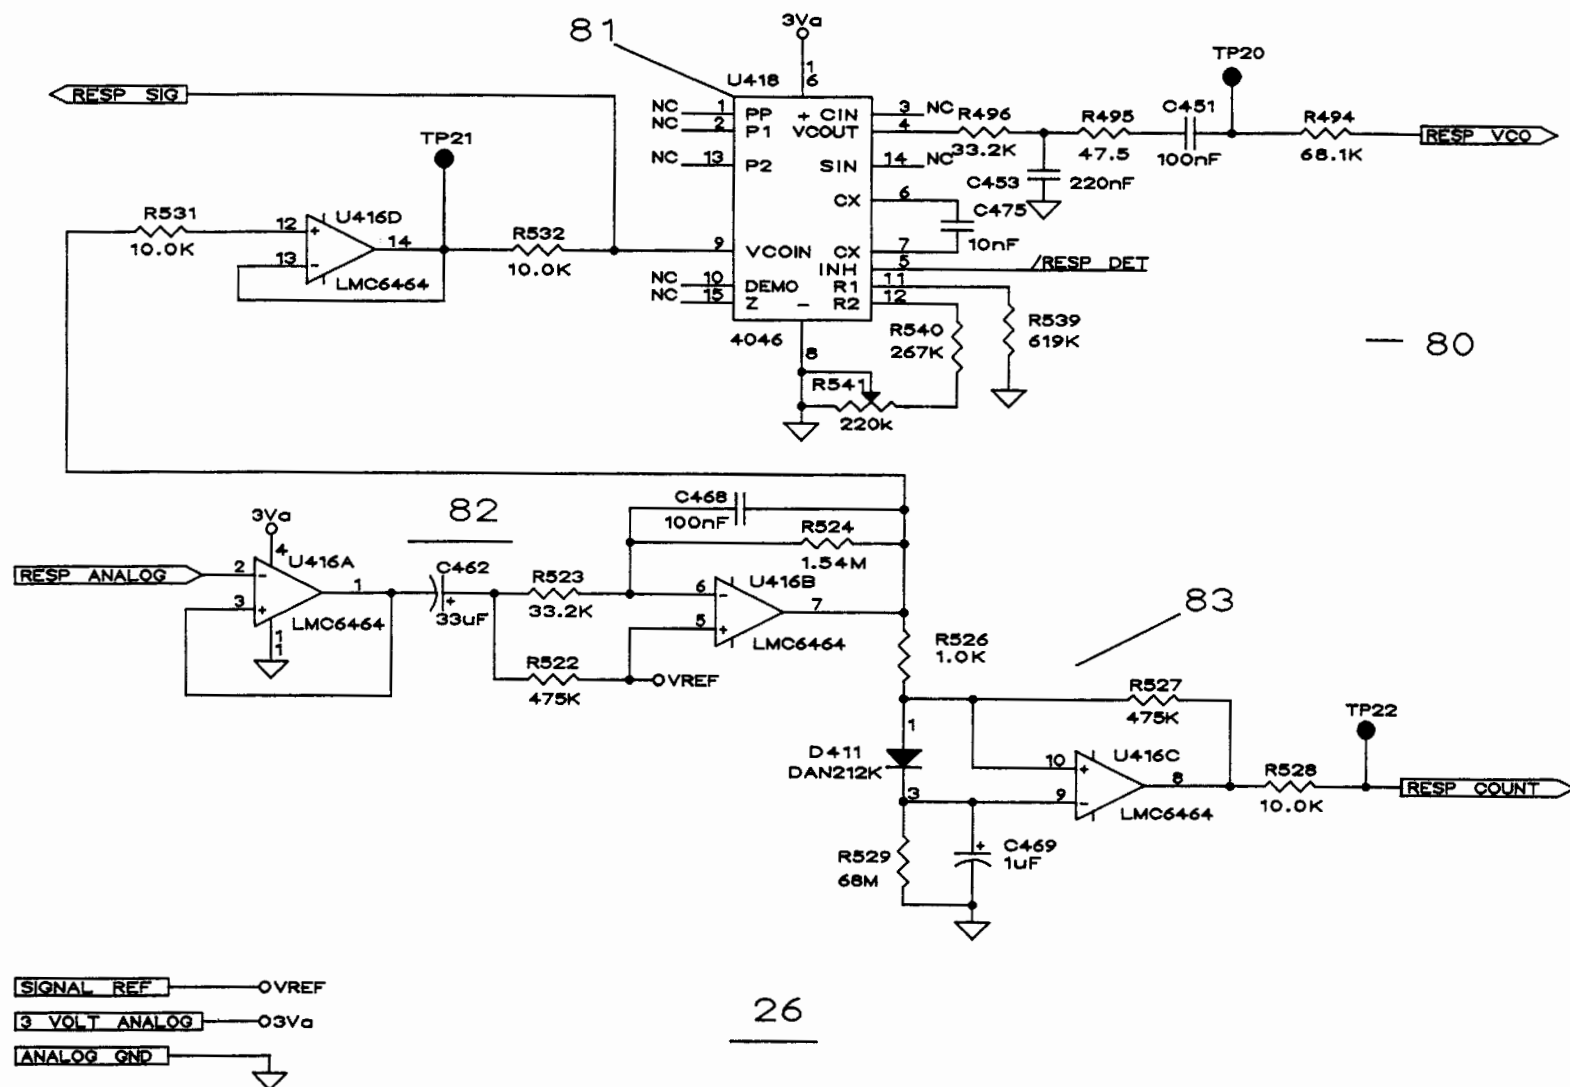 81
3Va
1
6
U418
TP20
RESP SIG
NC 1 PP
+ CIN 3 NC
NC 2 P1
VCOUT 4
R496
33.2K
R495
47.5
C451
100nF
R494
68.1K
RESP VCO
NC 13 P2
SIN 14 NC
C453
220nF
TP21
CX 6
C475
10nF
CX 7
R531
10.0K
12 +
13 -
U416D
14
LMC6464
R532
10.0K
9 VCOIN
INH 5
/RESP DET
NC 10 DEMO
R1 11
NC 15 Z
-
R2 12
4046
8
R540
267K
R539
619K
80
R541
220K
82
C468
100nF
R524
1.54M
3Va
4
U416A
RESP ANALOG
2 -
3 +
1
1
1
LMC6464
C462
+
33uF
R523
33.2K
6 -
5 +
U416B
7
LMC6464
R522
475K
VREF
83
R526
1.0K
R527
475K
TP22
1
D411
DAN212K
3
10 +
9 -
U416C
8
LMC6464
R528
10.0K
RESP COUNT
R529
68M
+
C469
1uF
SIGNAL REF
VREF
3 VOLT ANALOG
3Va
ANALOG GND
26